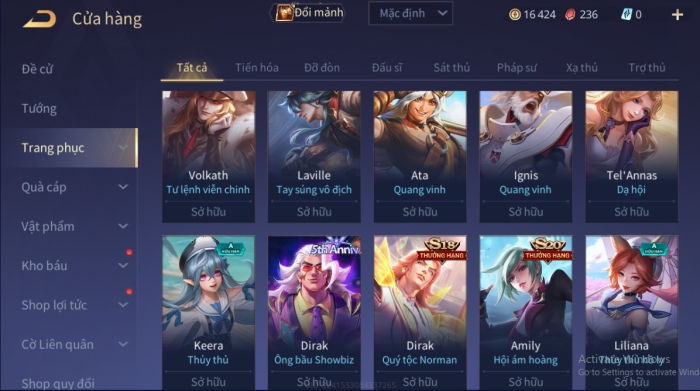 Cửa hàng
Đổi mảnh
Mặc định
16 424
236
0
Đề cử
Tất cả
Tiến hóa
Đỡ đòn
Đấu sĩ
Sát thủ
Pháp sư
Xạ thủ
Trợ thủ
Tướng
Trang phục
Quà cáp
Vật phẩm
Kho báu
Shop lợi tức
Cờ Liên quân
Shop quy đổi
Volkath
Tư lệnh viễn chinh
Sở hữu
Laville
Tay súng vô địch
Sở hữu
Ata
Quang vinh
Sở hữu
Ignis
Quang vinh
Sở hữu
Tel'Annas
Dạ hội
Sở hữu
Keera
Thủy thủ
Sở hữu
5th Anniv
Dirak
Ông bầu Showbiz
Sở hữu
S18
THƯỞNG HẠNG
Dirak
Quý tộc Norman
Sở hữu
S20
THƯỞNG HẠNG
Amily
Hội ám hoàng
Sở hữu
Liliana
Sở hữu
Activate Windows
Go to Settings to activate Wind